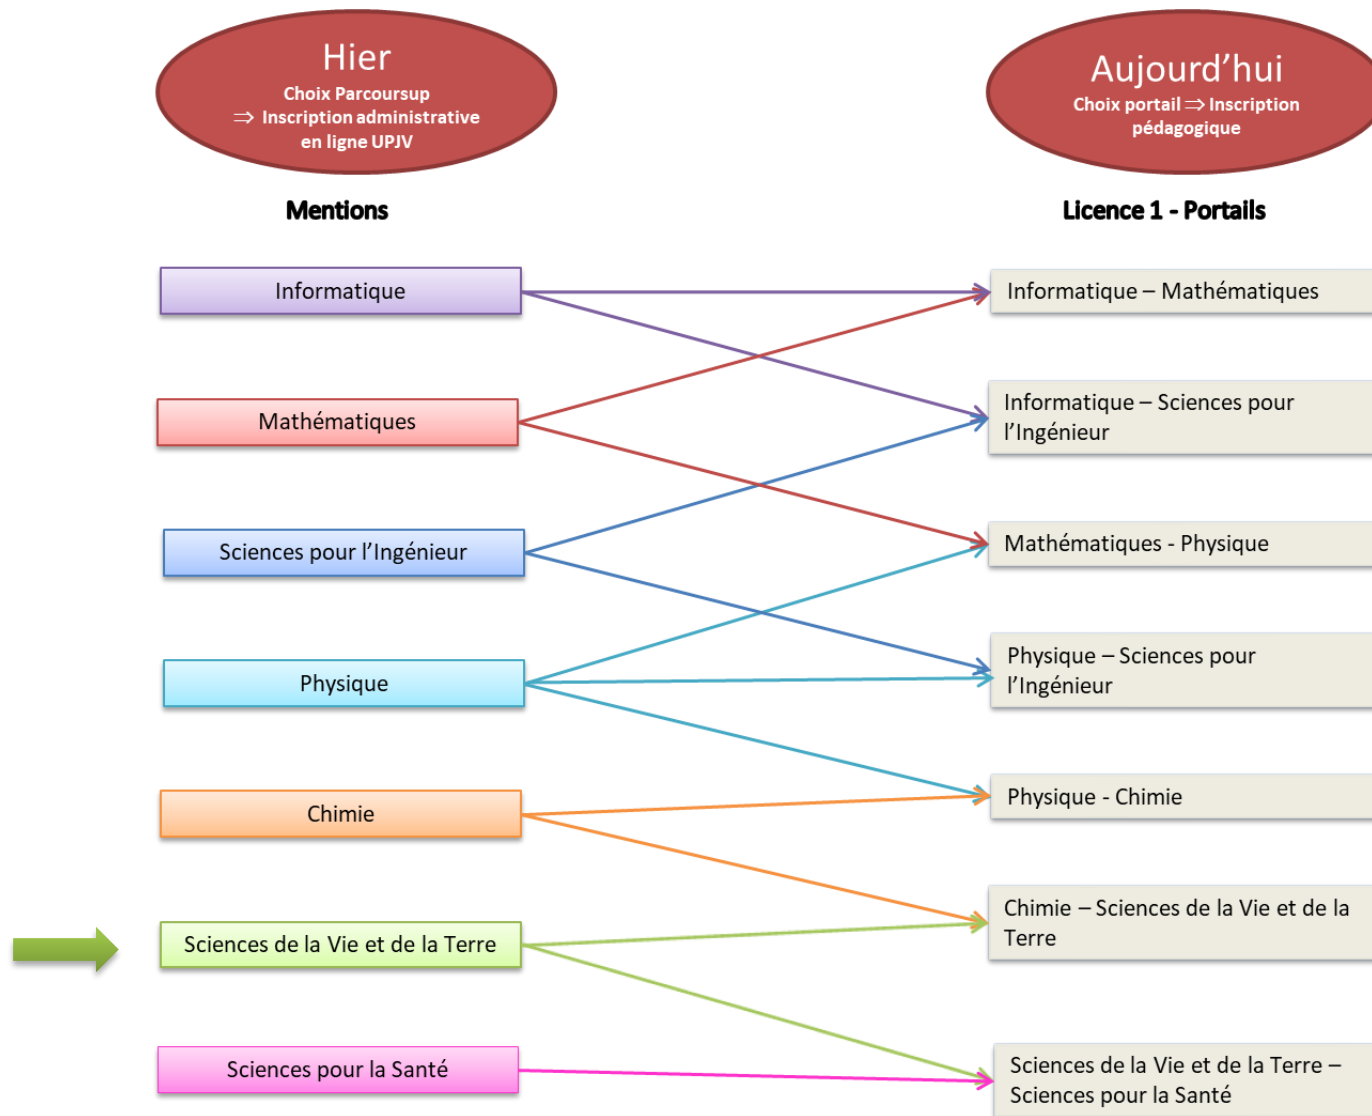 Hier
Choix Parcoursup
⇒ Inscription administrative
en ligne UPJV
Aujourd'hui
Choix portail ⇒ Inscription
pédagogique
Mentions
Licence 1 - Portails
Informatique
Informatique – Mathématiques
Mathématiques
Informatique – Sciences pour
l'Ingénieur
Sciences pour l'Ingénieur
Mathématiques - Physique
Physique
Physique – Sciences pour
l'Ingénieur
Chimie
Physique - Chimie
Sciences de la Vie et de la Terre
Chimie – Sciences de la Vie et de la
Terre
Sciences pour la Santé
Sciences de la Vie et de la Terre –
Sciences pour la Santé